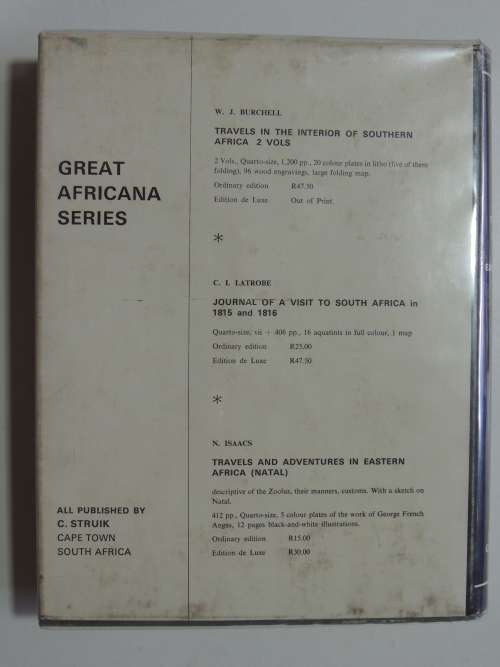 GREAT
AFRICANA
SERIES
W. J. BURCHELL
TRAVELS IN THE INTERIOR OF SOUTHERN
AFRICA 2 VOLS
2 Vols., Quarto-size, 1,200 pp., 20 colour plates in litho (five of them
folding), 96 wood engravings, large folding map.
Ordinary edition R47.50
Edition de Luxe Out of Print.
*
C. I. LATROBE
JOURNAL OF A VISIT TO SOUTH AFRICA in
1815 and 1816
Quarto-size, vii + 406 pp., 16 aquatints in full colour, 1 map
Ordinary edition R25.00
Edition de Luxe R47.50
*
N. ISAACS
TRAVELS AND ADVENTURES IN EASTERN
AFRICA (NATAL)
descriptive of the Zoolus, their manners, customs. With a sketch on
Natal.
412 pp., Quarto-size, 5 colour plates of the work of George French
Angas, 12 pages black-and-white illustrations.
Ordinary edition R15.00
Edition de Luxe R30.00
ALL PUBLISHED BY
C. STRUIK
CAPE TOWN
SOUTH AFRICA